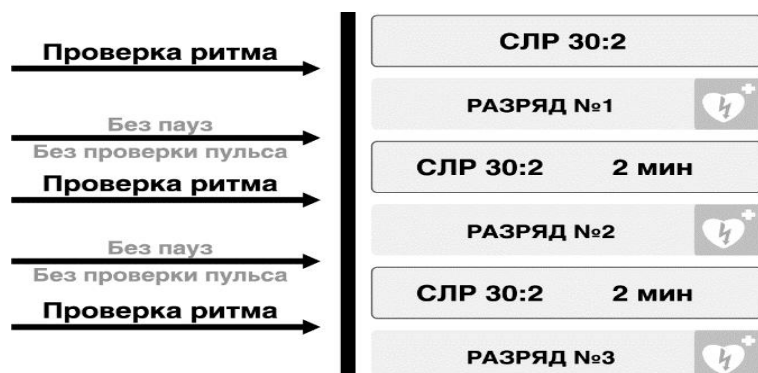 СЛР 30:2
Проверка ритма
РАЗРЯД №1
Без пауз
Без проверки пульса
СЛР 30:2 2 мин
Проверка ритма
РАЗРЯД №2
Без пауз
Без проверки пульса
СЛР 30:2 2 мин
Проверка ритма
РАЗРЯД №3